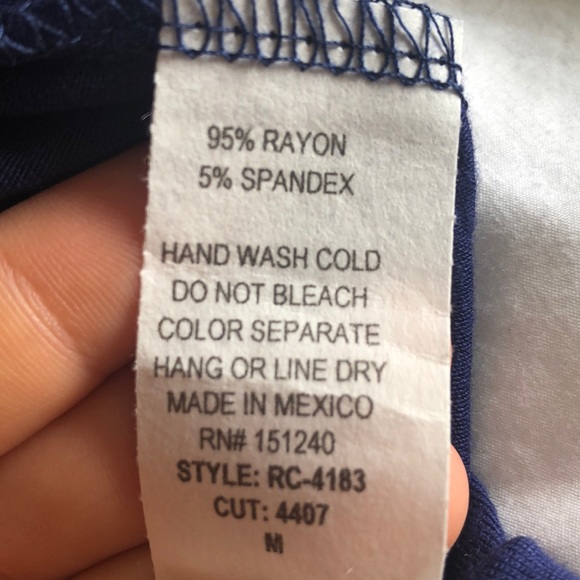 95% RAYON
5% SPANDEX
HAND WASH COLD
DO NOT BLEACH
COLOR SEPARATE
HANG OR LINE DRY
MADE IN MEXICO
RN# 151240
STYLE: RC-4183
CUT: 4407
M